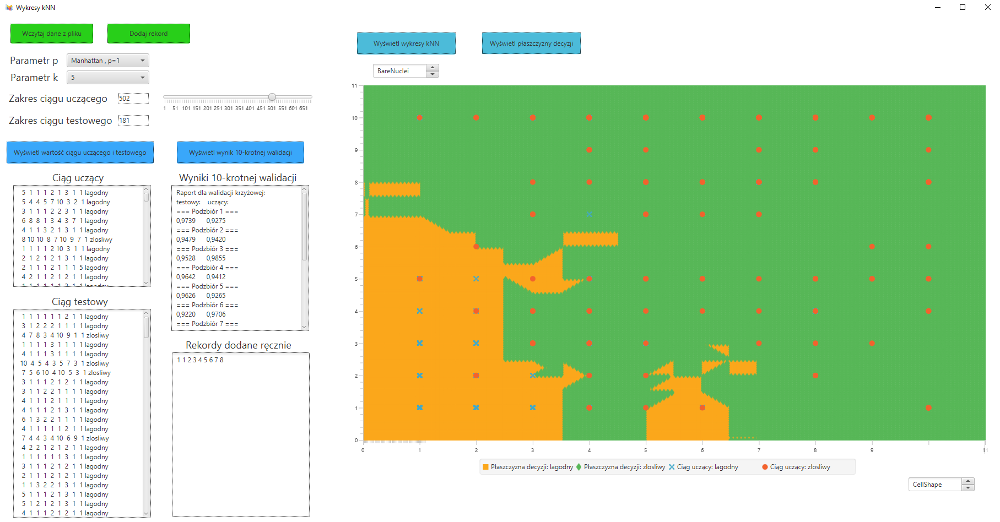 Wykresy kNN
Wczytaj dane z pliku
Dodaj rekord
Parametr p
Manhattan , p=1
Parametr k
5
Zakres ciągu uczącego
502
1 51 101 151 201 251 301 351 401 451 501 551 601 651
Zakres ciągu testowego
181
Wyświetl wartość ciągu uczącego i testowego
Wyświetl wynik 10-krotnej walidacji
Ciąg uczący
5 1 1 1 2 1 3 1 1 lagodny
5 4 4 5 7 10 3 2 1 lagodny
3 1 1 1 2 2 3 1 1 lagodny
6 8 8 1 3 4 3 7 1 lagodny
4 1 1 3 2 1 3 1 1 lagodny
8 10 10 8 7 10 9 7 1 zlosliwy
1 1 1 1 2 10 3 1 1 lagodny
2 1 2 1 2 1 3 1 1 lagodny
2 1 1 1 2 1 1 1 5 lagodny
4 2 1 1 2 1 2 1 1 lagodny
Ciąg testowy
1 1 1 1 1 1 2 1 1 lagodny
3 1 2 2 2 1 1 1 1 lagodny
4 7 8 3 4 10 9 1 1 zlosliwy
1 1 1 1 3 1 1 1 1 lagodny
4 1 1 1 3 1 1 1 1 lagodny
10 4 5 4 3 5 7 3 1 zlosliwy
7 5 6 10 4 10 5 3 1 zlosliwy
3 1 1 1 2 1 2 1 1 lagodny
3 1 1 2 2 1 1 1 1 lagodny
4 1 1 1 2 1 1 1 1 lagodny
4 1 1 1 2 1 3 1 1 lagodny
6 1 3 2 2 1 1 1 1 lagodny
4 1 1 1 1 1 2 1 1 lagodny
7 4 4 3 4 10 6 9 1 zlosliwy
4 2 2 1 2 1 2 1 1 lagodny
1 1 1 1 1 1 3 1 1 lagodny
3 1 1 1 2 1 2 1 1 lagodny
2 1 1 1 2 1 2 1 1 lagodny
1 1 3 2 2 1 3 1 1 lagodny
5 1 1 1 2 1 3 1 1 lagodny
5 1 2 1 2 1 3 1 1 lagodny
4 1 1 1 2 1 2 1 1 lagodny
Wyniki 10-krotnej walidacji
Raport dla walidacji krzyżowej:
testowy: uczący:
=== Podzbiór 1 ===
0,9739 0,9275
=== Podzbiór 2 ===
0,9479 0,9420
=== Podzbiór 3 ===
0,9528 0,9855
=== Podzbiór 4 ===
0,9642 0,9412
=== Podzbiór 5 ===
0,9626 0,9265
=== Podzbiór 6 ===
0,9220 0,9706
=== Podzbiór 7 ===
Rekordy dodane ręcznie
1 1 2 3 4 5 6 7 8
Wyświetl wykresy kNN
Wyświetl płaszczyzny decyzji
BareNuclei
11
10
9
8
7
6
5
4
3
2
1
0
0 1 2 3 4 5 6 7 8 9 10 11
Płaszczyzna decyzji: lagodny Płaszczyzna decyzji: zlosliwy Ciąg uczący: lagodny Ciąg uczący: zlosliwy
CellShape